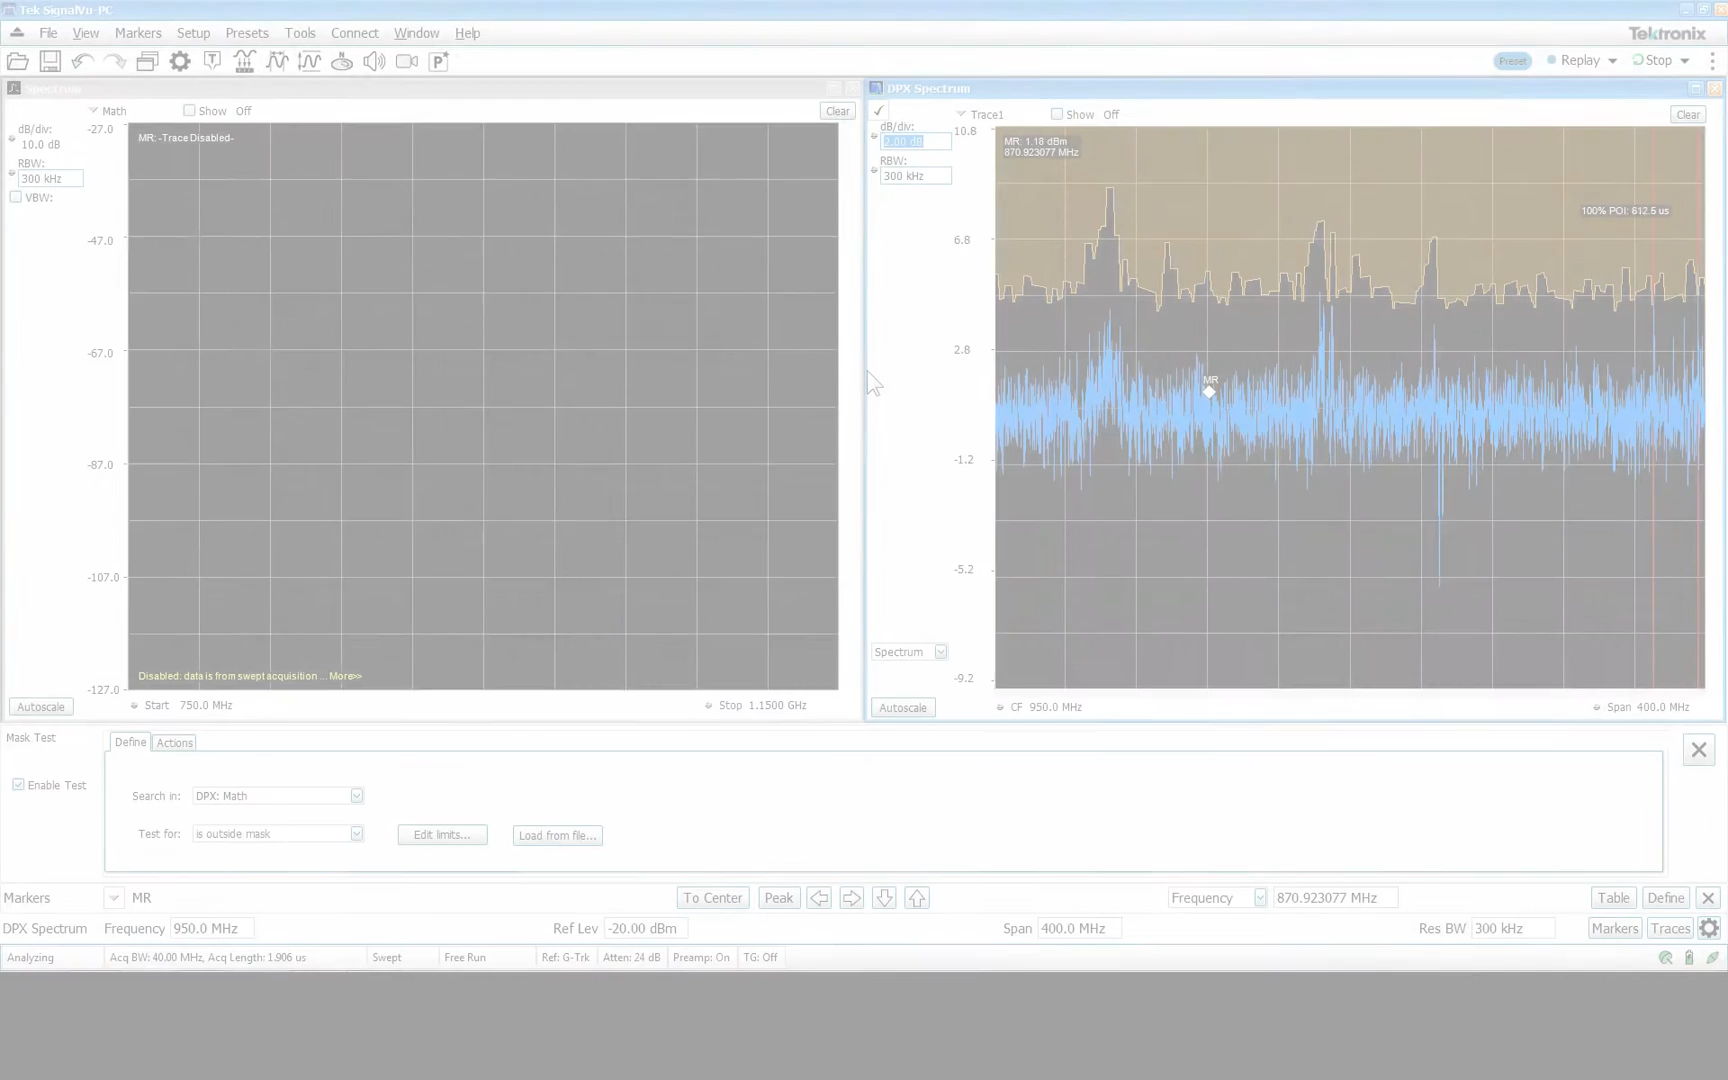 Tek SignalVu-PC
File View Markers Setup Presets Tools Connect Window Help
Tektronix
Preset Replay Stop
Spectrum
Math Show Off Clear
dB/div:
10.0 dB
RBW:
300 kHz
VBW:
-27.0
-47.0
-67.0
-87.0
-107.0
-127.0
MR: -Trace Disabled-
Disabled: data is from swept acquisition ... More>>
Autoscale Start 750.0 MHz Stop 1.1500 GHz
DPX Spectrum
Trace1 Show Off Clear
dB/div:
2.00 dB
RBW:
300 kHz
10.8
6.8
2.8
-1.2
-5.2
-9.2
MR: 1.18 dBm
870.923077 MHz
100% POI: 612.5 us
MR
Spectrum
Autoscale CF 950.0 MHz Span 400.0 MHz
Mask Test
Define Actions
Enable Test
Search in: DPX: Math
Test for: is outside mask Edit limits... Load from file...
Markers MR To Center Peak Frequency 870.923077 MHz Table Define
DPX Spectrum Frequency 950.0 MHz Ref Lev -20.00 dBm Span 400.0 MHz Res BW 300 kHz Markers Traces
Analyzing Acq BW: 40.00 MHz, Acq Length: 1.906 us Swept Free Run Ref: G-Trk Atten: 24 dB Preamp: On TG: Off